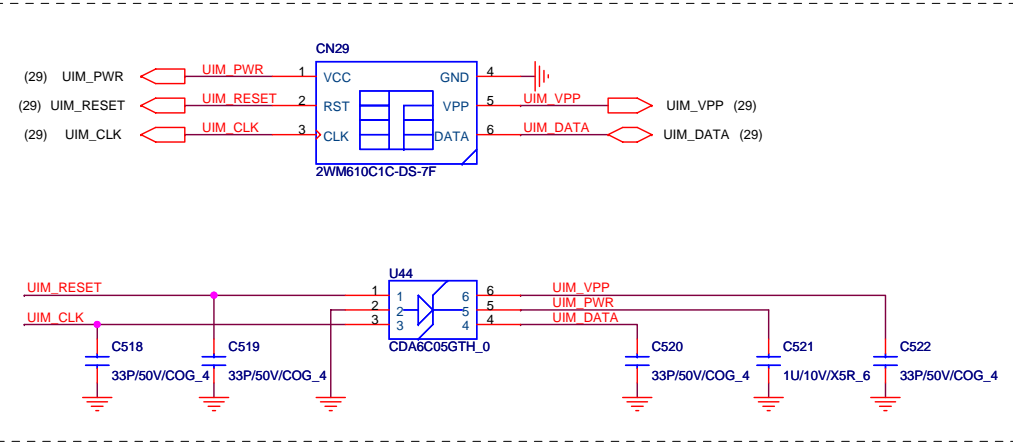 CN29
(29) UIM_PWR UIM_PWR 1 VCC GND 4
(29) UIM_RESET UIM_RESET 2 RST VPP 5 UIM_VPP UIM_VPP (29)
(29) UIM_CLK UIM_CLK 3 CLK DATA 6 UIM_DATA UIM_DATA (29)
2WM610C1C-DS-7F
U44
UIM_RESET 1 1 6 6 UIM_VPP
2 2 5 5 UIM_PWR
UIM_CLK 3 3 4 4 UIM_DATA
CDA6C05GTH_0
C518 C519 C520 C521 C522
33P/50V/COG_4 33P/50V/COG_4 33P/50V/COG_4 1U/10V/X5R_6 33P/50V/COG_4